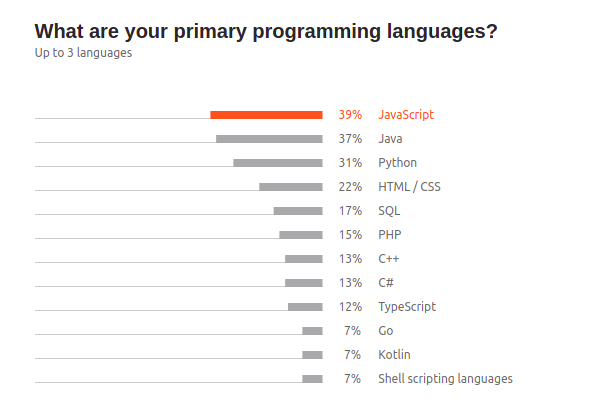 What are your primary programming languages?
Up to 3 languages
39% JavaScript
37% Java
31% Python
22% HTML / CSS
17% SQL
15% PHP
13% C++
13% C#
12% TypeScript
7% Go
7% Kotlin
7% Shell scripting languages